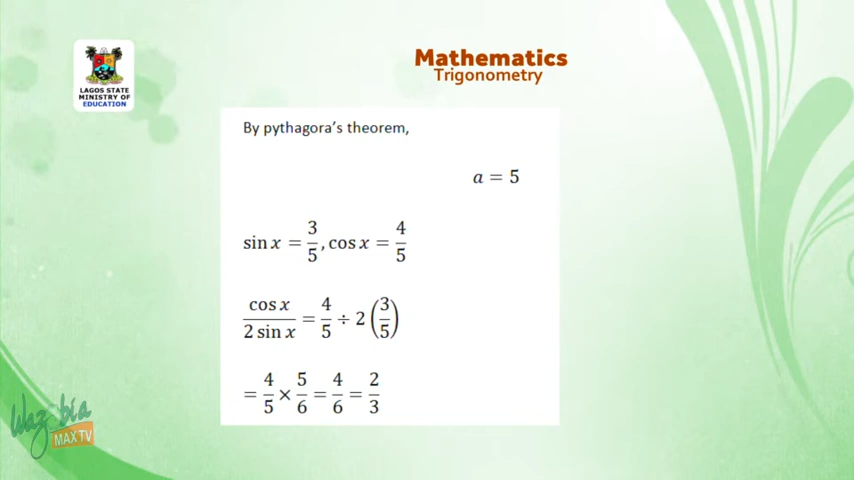 LAGOS STATE
MINISTRY OF
EDUCATION
Mathematics
Trigonometry
By pythagora's theorem,
a = 5
sin x = 3/5, cos x = 4/5
cos x / 2 sin x = 4/5 ÷ 2 (3/5)
= 4/5 × 5/6 = 4/6 = 2/3
Wazobia
MAX TV